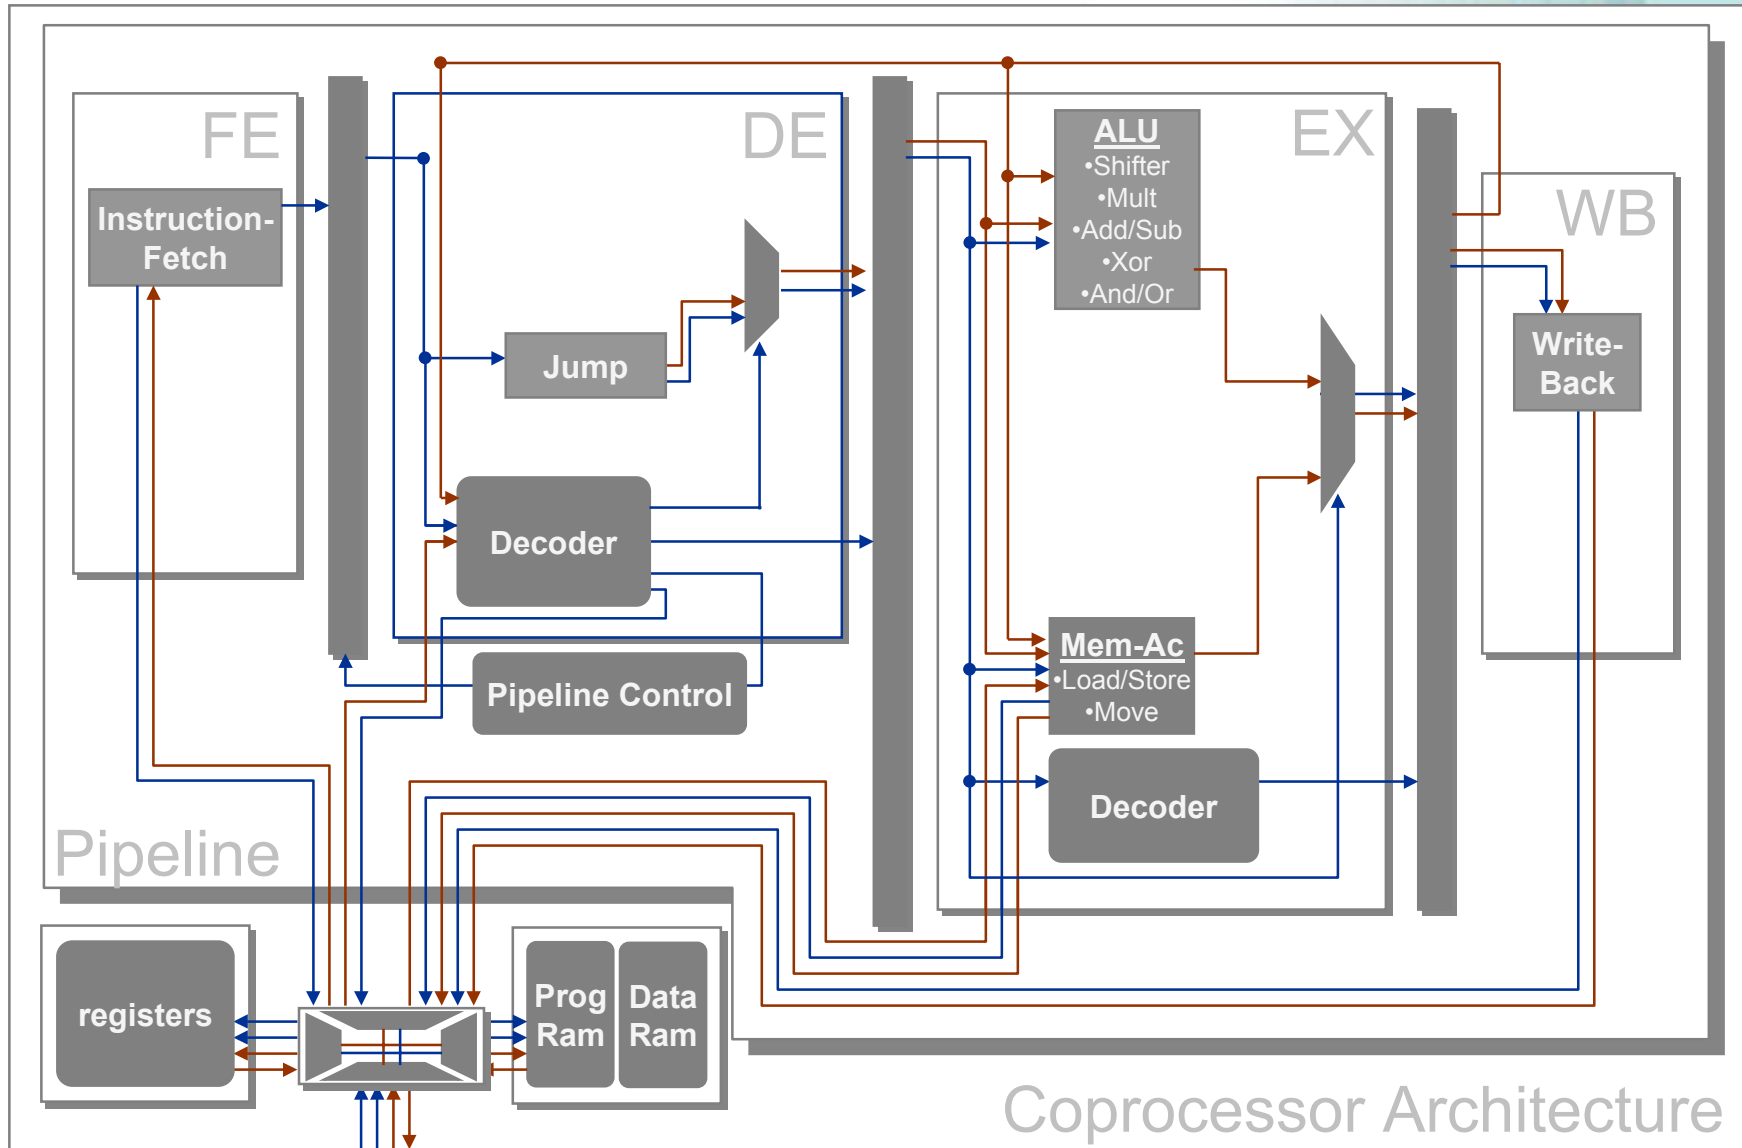 FE
DE
EX
WB
Instruction-
Fetch
Jump
Decoder
Pipeline Control
ALU
•Shifter
•Mult
•Add/Sub
•Xor
•And/Or
Mem-Ac
•Load/Store
•Move
Decoder
Write-
Back
Pipeline
registers
Prog
Ram
Data
Ram
Coprocessor Architecture